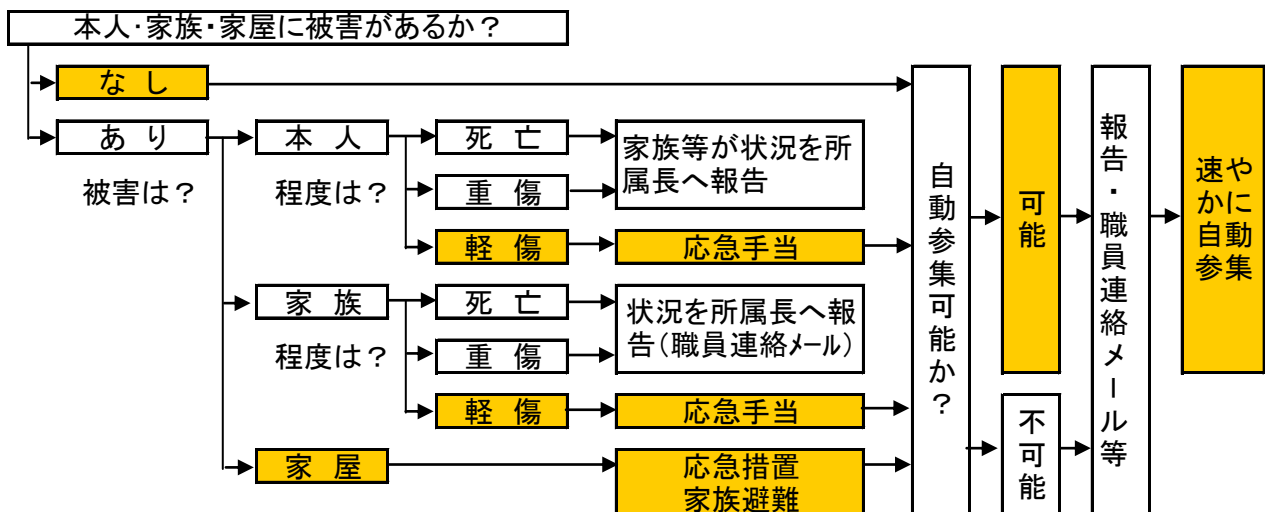 本人・家族・家屋に被害があるか？
なし
あり
被害は？
本人
程度は？
死亡
重傷
家族等が状況を所
属長へ報告
軽傷
応急手当
家族
程度は？
死亡
重傷
状況を所属長へ報
告（職員連絡メール）
軽傷
応急手当
家屋
応急措置
家族避難
自動参集可能か？
可能
不可能
報告・職員連絡メール等
速や
かに
自動
参集